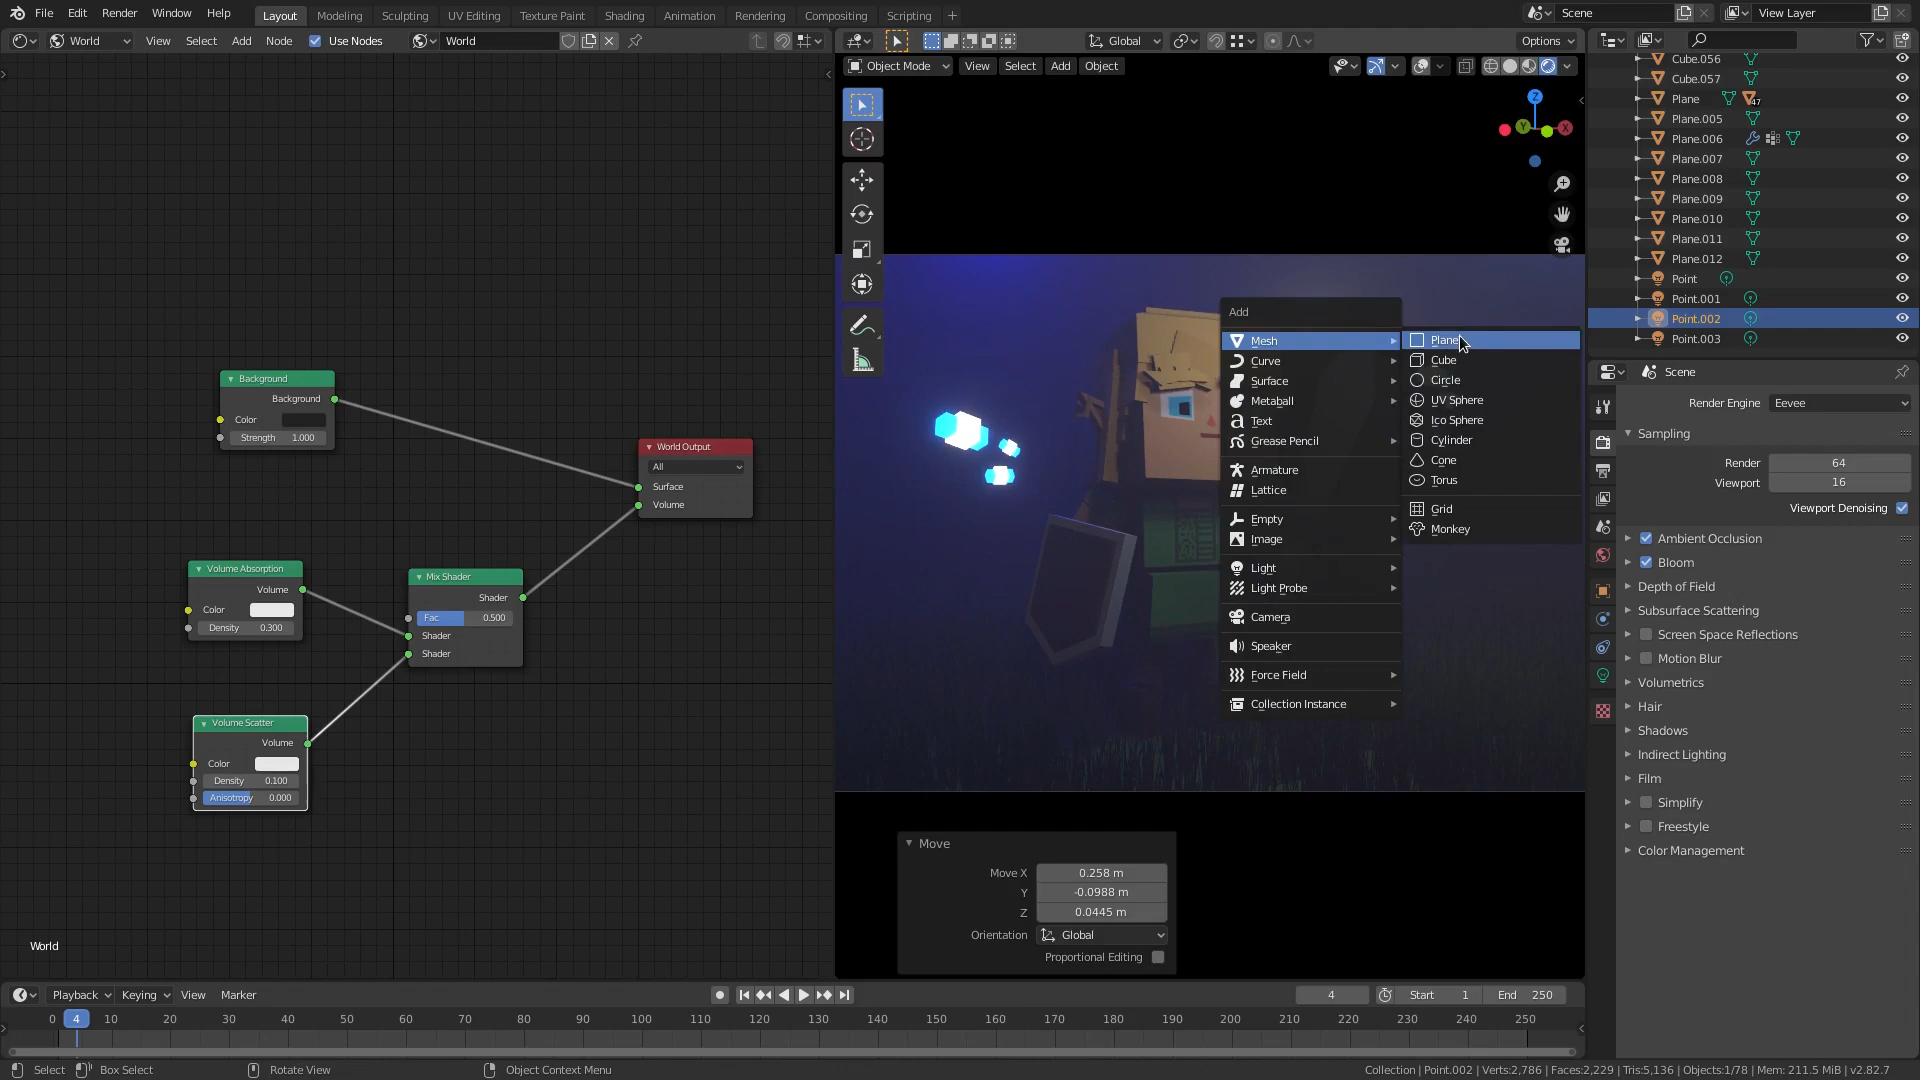 File Edit Render Window Help Layout Modeling Sculpting UV Editing Texture Paint Shading Animation Rendering Compositing Scripting + Scene View Layer
World View Select Add Node Use Nodes World Global Options
Object Mode View Select Add Object
Cube.056
Cube.057
Plane 47
Plane.005
Plane.006
Plane.007
Plane.008
Plane.009
Plane.010
Plane.011
Plane.012
Point
Point.001
Point.002
Point.003
Z
Y X
Background
Background
Color
Strength 1.000
World Output
All
Surface
Volume
Volume Absorption
Volume
Color
Density 0.300
Mix Shader
Shader
Fac 0.500
Shader
Shader
Volume Scatter
Volume
Color
Density 0.100
Anisotropy 0.000
World
Add
Mesh
Curve
Surface
Metaball
Text
Grease Pencil
Armature
Lattice
Empty
Image
Light
Light Probe
Camera
Speaker
Force Field
Collection Instance
Plane
Cube
Circle
UV Sphere
Ico Sphere
Cylinder
Cone
Torus
Grid
Monkey
Move
Move X 0.258 m
Y -0.0988 m
Z 0.0445 m
Orientation Global
Proportional Editing
Scene
Render Engine Eevee
Sampling
Render 64
Viewport 16
Viewport Denoising
Ambient Occlusion
Bloom
Depth of Field
Subsurface Scattering
Screen Space Reflections
Motion Blur
Volumetrics
Hair
Shadows
Indirect Lighting
Film
Simplify
Freestyle
Color Management
Playback Keying View Marker 4 Start 1 End 250
0 4 10 20 30 40 50 60 70 80 90 100 110 120 130 140 150 160 170 180 190 200 210 220 230 240 250
Select Box Select Rotate View Object Context Menu Collection | Point.002 | Verts:2,786 | Faces:2,229 | Tris:5,136 | Objects:1/78 | Mem: 211.5 MiB | v2.82.7